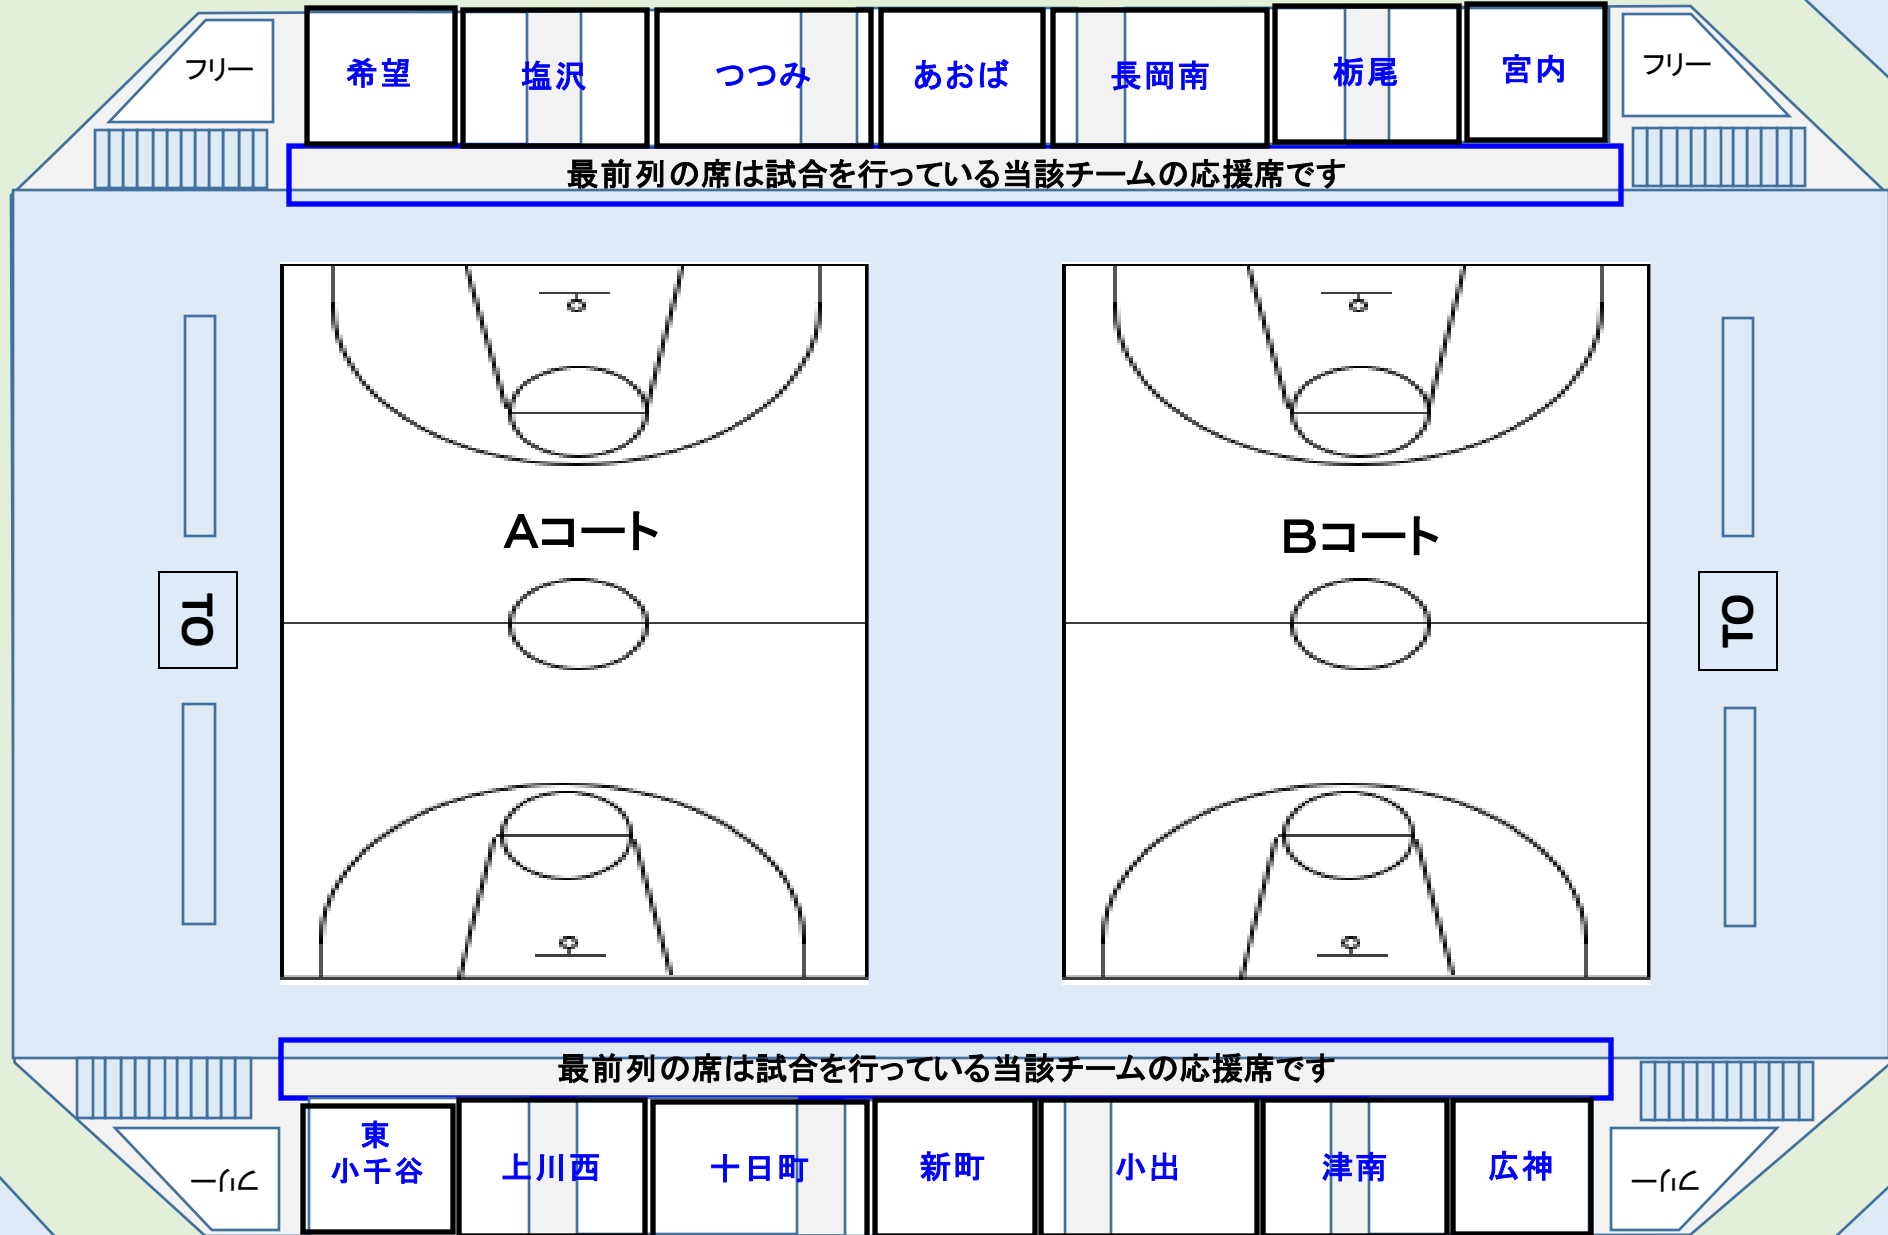 フリー
希望
塩沢
つつみ
あおば
長岡南
栃尾
宮内
フリー
最前列の席は試合を行っている当該チームの応援席です
Aコート
Bコート
TO
TO
最前列の席は試合を行っている当該チームの応援席です
東
小千谷
上川西
十日町
新町
小出
津南
広神
フリー
フリー